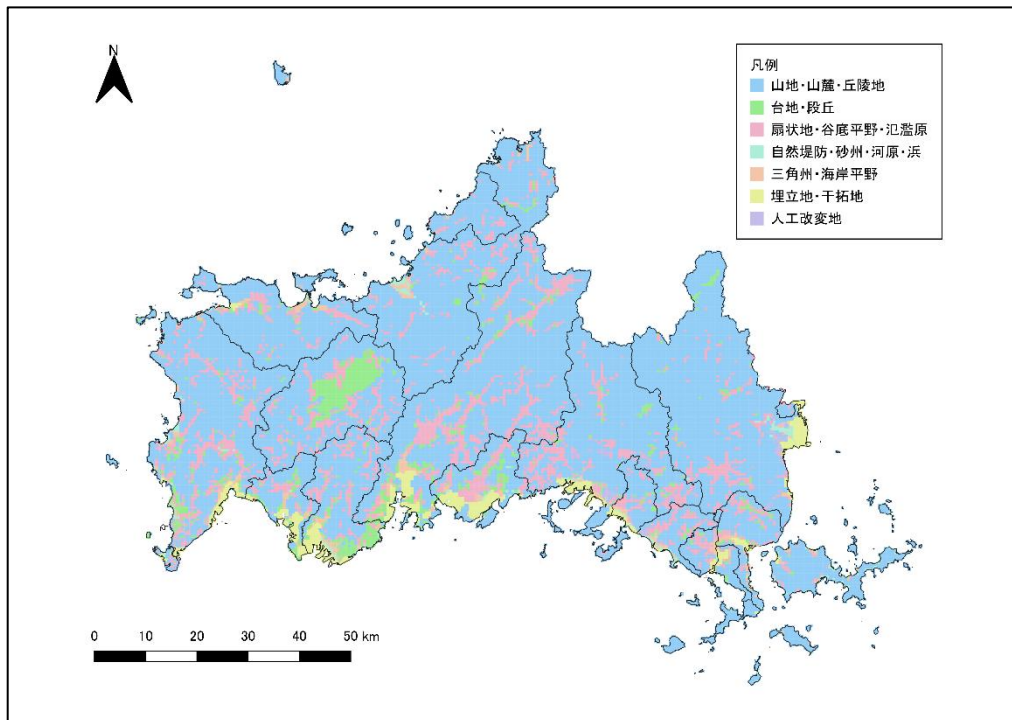 N
凡例
山地・山麓・丘陵地
台地・段丘
扇状地・谷底平野・氾濫原
自然堤防・砂州・河原・浜
三角州・海岸平野
埋立地・干拓地
人工改変地
0 10 20 30 40 50 km